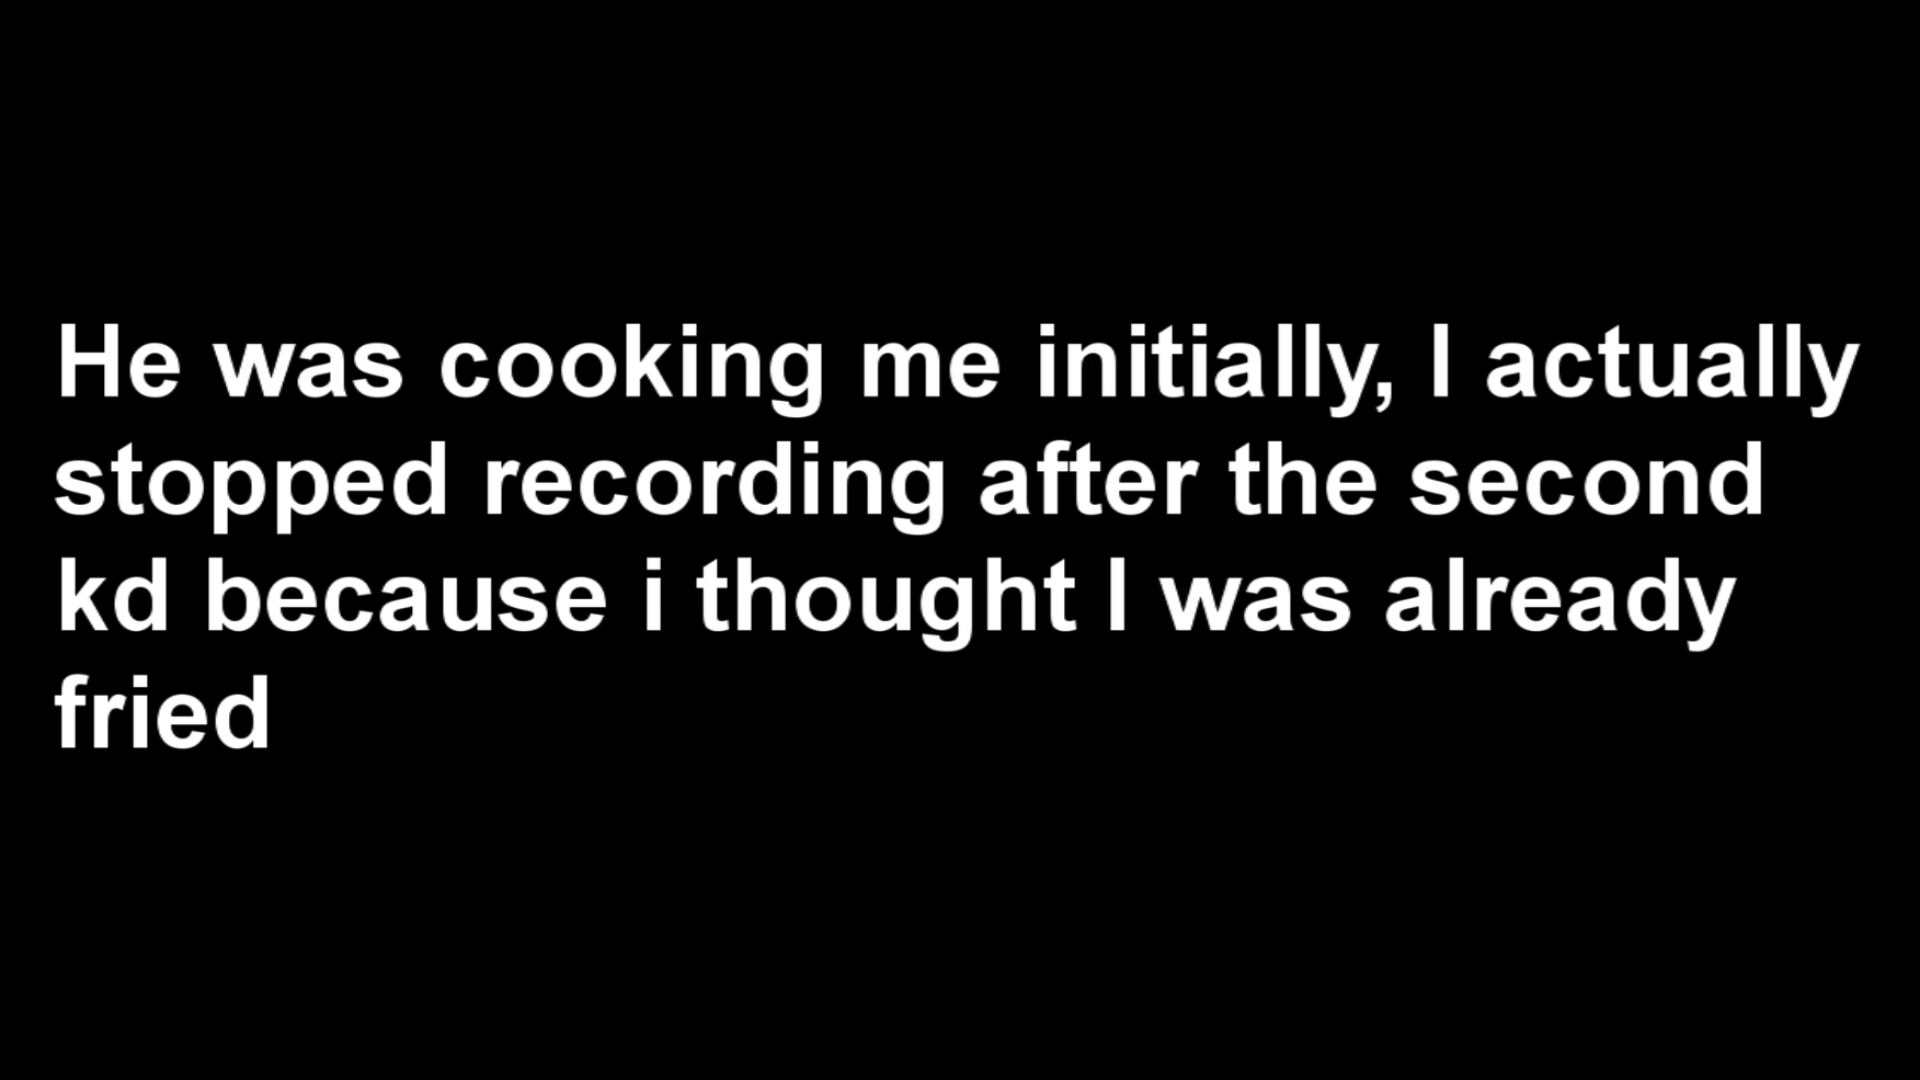 He was cooking me initially, I actually
stopped recording after the second
kd because i thought I was already
fried